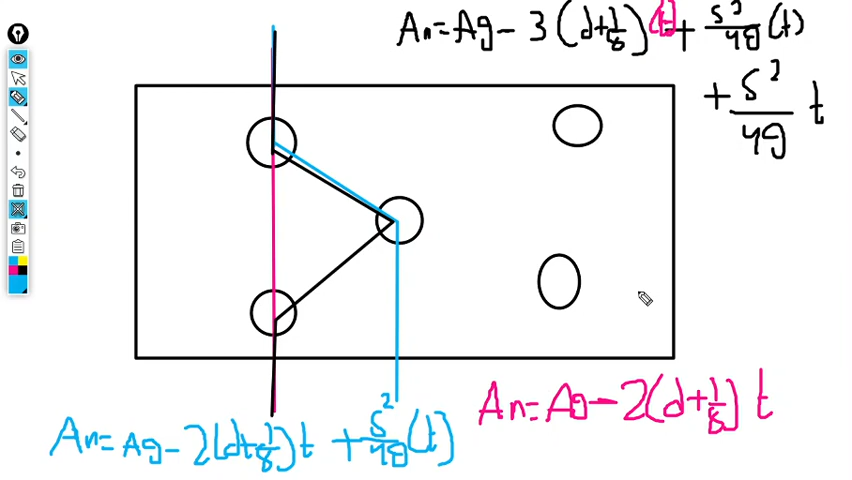 An = Ag - 3 (d+1/8) (t) + S²/4g (t)
+ S²/4g t
An = Ag - 2(d+1/8) t
An = Ag - 2(d+1/8) t + S²/4g (t)